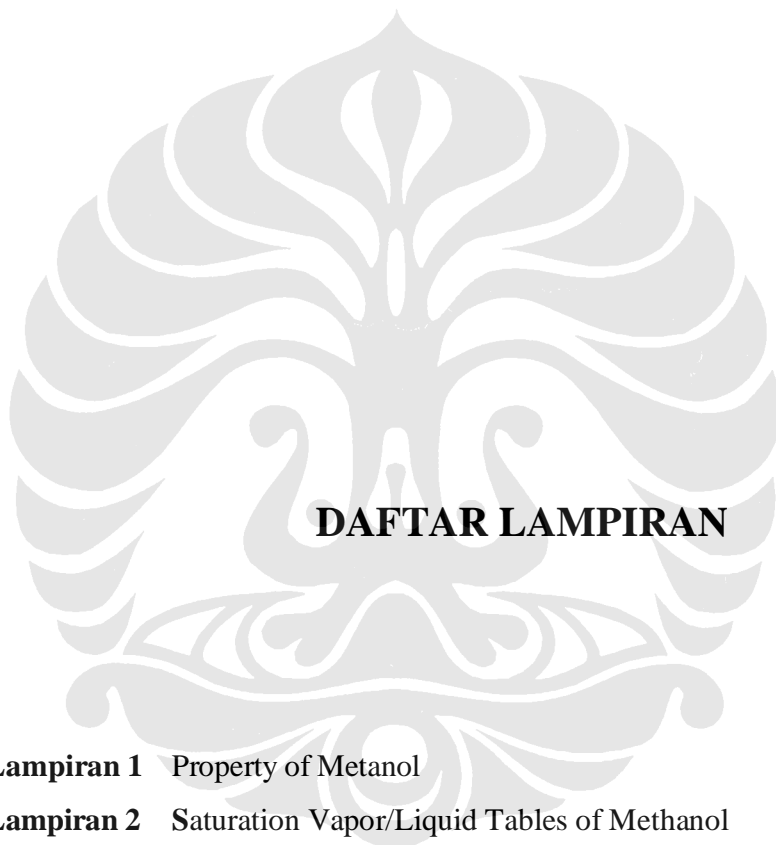 DAFTAR LAMPIRAN
Lampiran 1 Property of Metanol
Lampiran 2 Saturation Vapor/Liquid Tables of Methanol